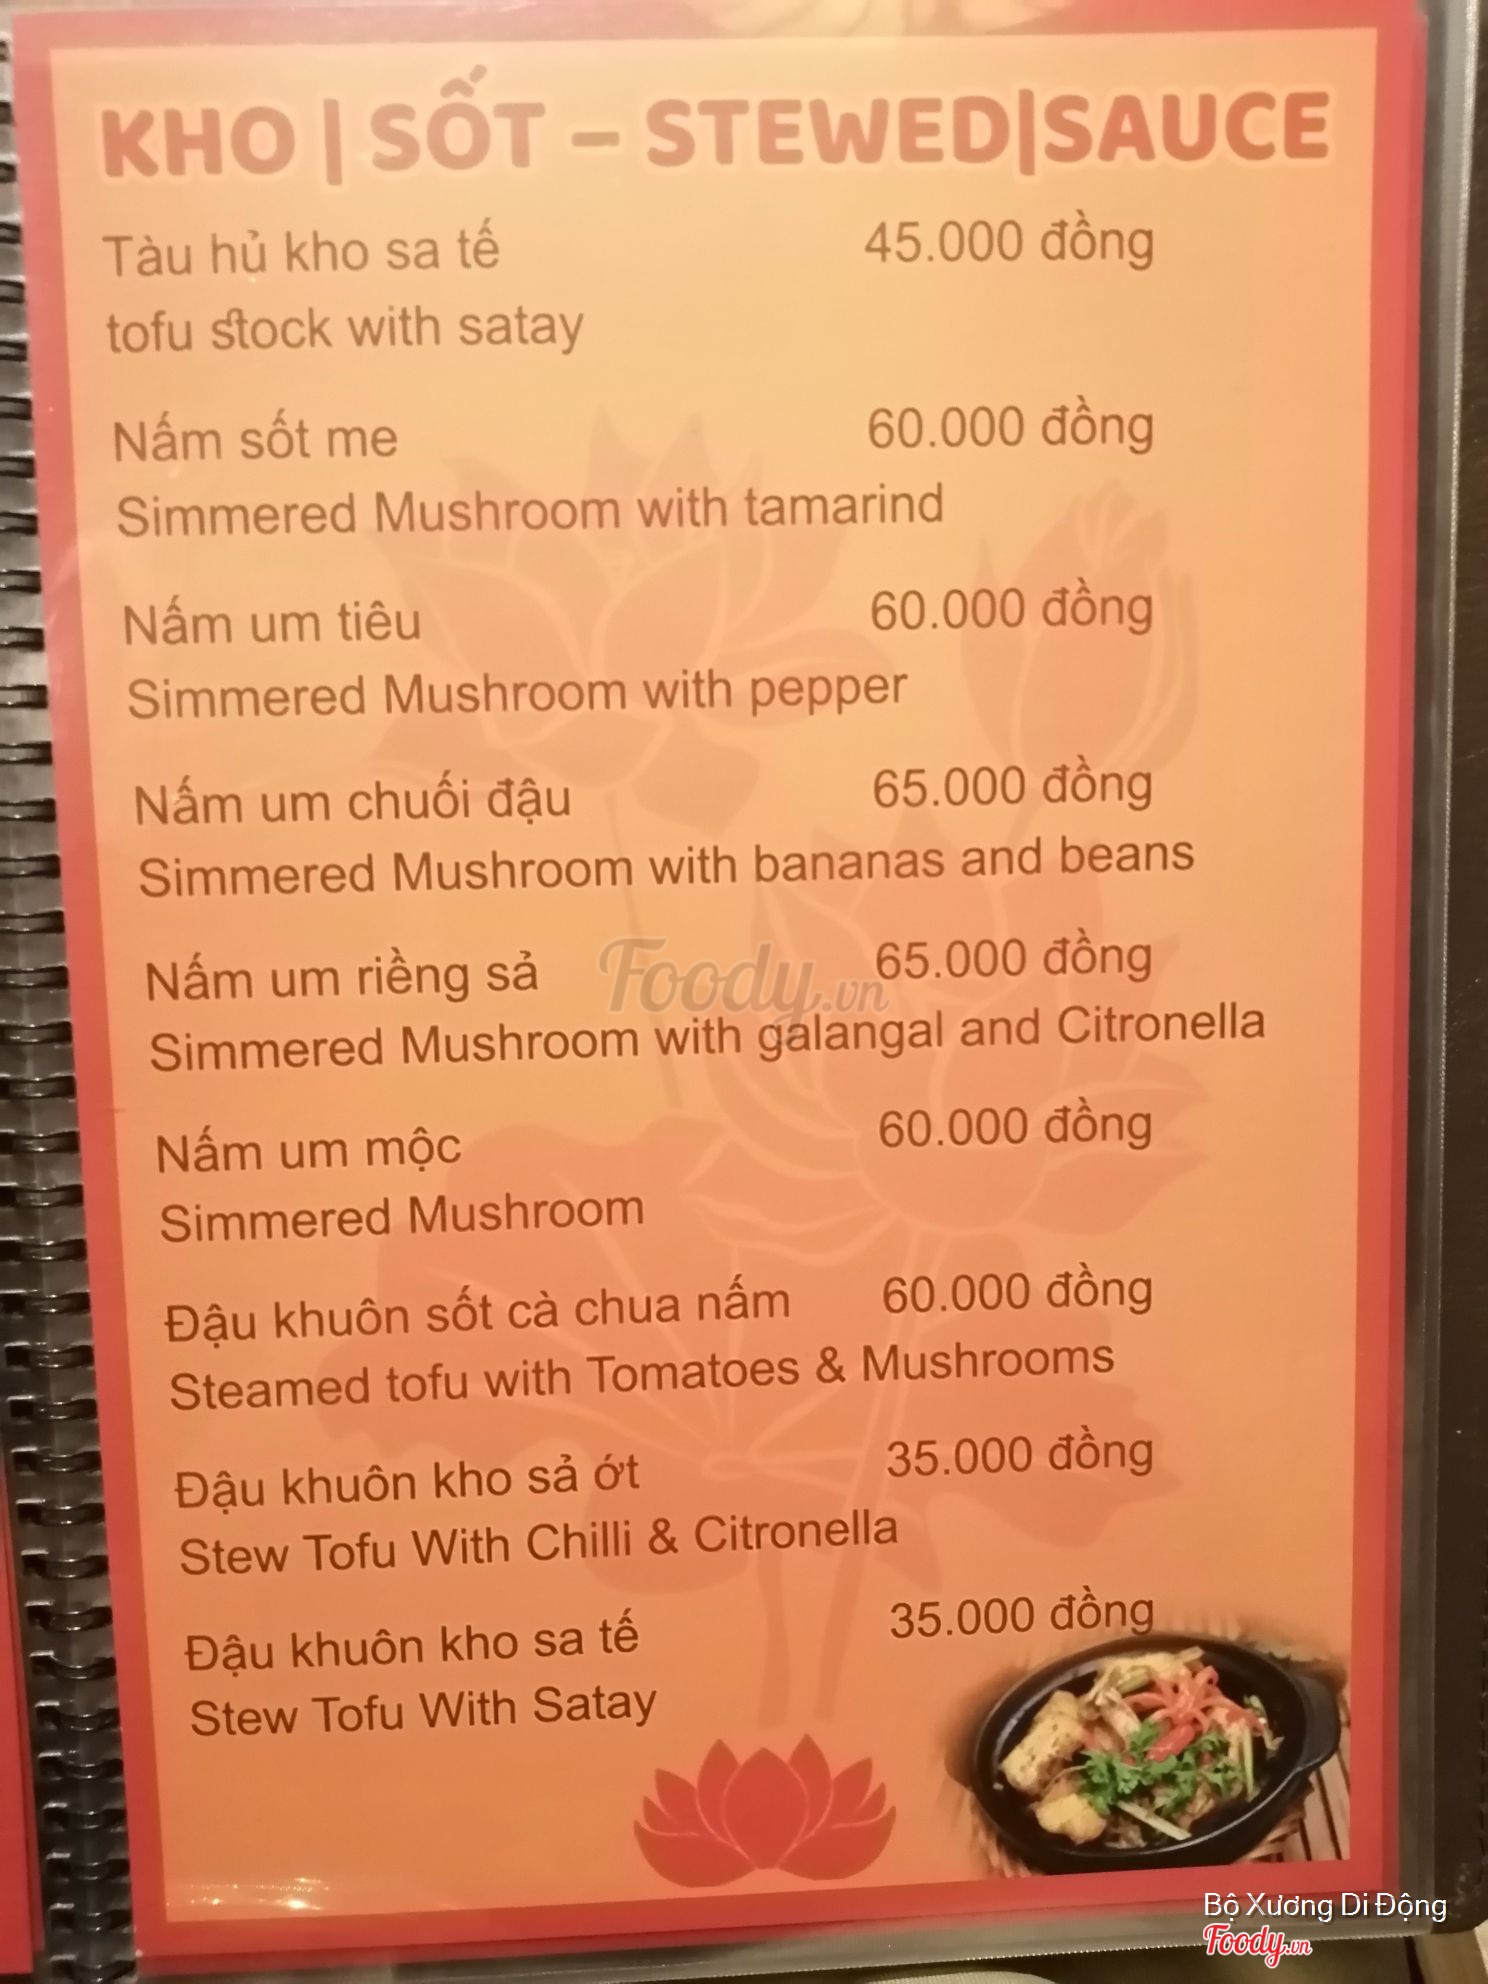 KHO | SỐT – STEWED|SAUCE
Tàu hủ kho sa tế 45.000 đồng
tofu stock with satay
Nấm sốt me 60.000 đồng
Simmered Mushroom with tamarind
Nấm um tiêu 60.000 đồng
Simmered Mushroom with pepper
Nấm um chuối đậu 65.000 đồng
Simmered Mushroom with bananas and beans
Nấm um riềng sả 65.000 đồng
Foody.vn
Simmered Mushroom with galangal and Citronella
Nấm um mộc 60.000 đồng
Simmered Mushroom
Đậu khuôn sốt cà chua nấm 60.000 đồng
Steamed tofu with Tomatoes & Mushrooms
Đậu khuôn kho sả ớt 35.000 đồng
Stew Tofu With Chilli & Citronella
Đậu khuôn kho sa tế 35.000 đồng
Stew Tofu With Satay
Bộ Xương Di Động
Foody.vn